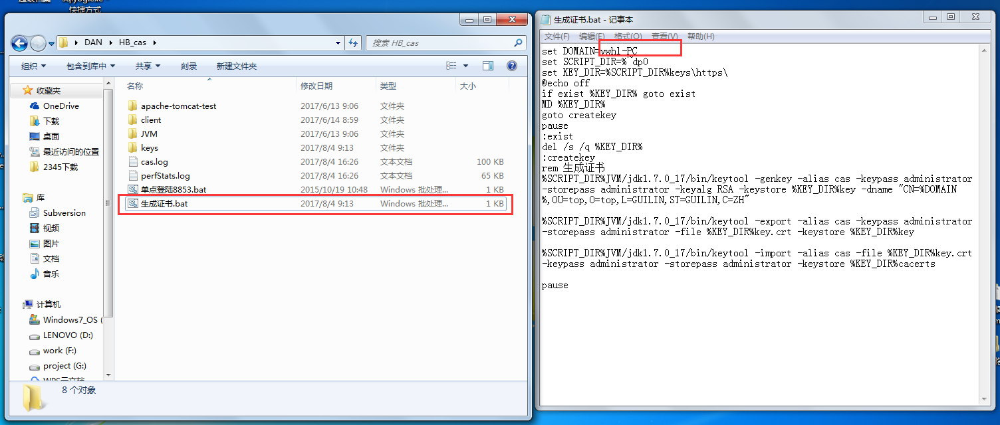 快捷方式
DAN
HB_cas
搜索 HB_cas
组织
包含到库中
共享
刻录
新建文件夹
收藏夹
OneDrive
下载
桌面
最近访问的位置
2345下载
库
Subversion
视频
图片
文档
音乐
计算机
Windows7_OS (
LENOVO (D:)
work (F:)
project (G:)
WPS云文档
名称 修改日期 类型 大小
apache-tomcat-test 2017/6/13 9:06 文件夹
client 2017/6/14 8:59 文件夹
JVM 2017/6/13 9:06 文件夹
keys 2017/8/4 9:13 文件夹
cas.log 2017/8/4 16:26 文本文档 100 KB
perfStats.log 2017/8/4 16:26 文本文档 65 KB
单点登陆8853.bat 2015/10/19 10:48 Windows 批处理... 1 KB
生成证书.bat 2017/8/4 9:13 Windows 批处理... 1 KB
8 个对象
生成证书.bat - 记事本
文件(F) 编辑(E) 格式(O) 查看(V) 帮助(H)
set DOMAIN=ywhl-PC
set SCRIPT_DIR=%~dp0
set KEY_DIR=%SCRIPT_DIR%keys\https\
@echo off
if exist %KEY_DIR% goto exist
MD %KEY_DIR%
goto createkey
pause
:exist
del /s /q %KEY_DIR%
:createkey
rem 生成证书
%SCRIPT_DIR%JVM/jdk1.7.0_17/bin/keytool -genkey -alias cas -keypass administrator
-storepass administrator -keyalg RSA -keystore %KEY_DIR%key -dname "CN=%DOMAIN
%,OU=top,O=top,L=GUILIN,ST=GUILIN,C=ZH"
%SCRIPT_DIR%JVM/jdk1.7.0_17/bin/keytool -export -alias cas -keypass administrator
-storepass administrator -file %KEY_DIR%key.crt -keystore %KEY_DIR%key
%SCRIPT_DIR%JVM/jdk1.7.0_17/bin/keytool -import -alias cas -file %KEY_DIR%key.crt
-keypass administrator -storepass administrator -keystore %KEY_DIR%cacerts
pause